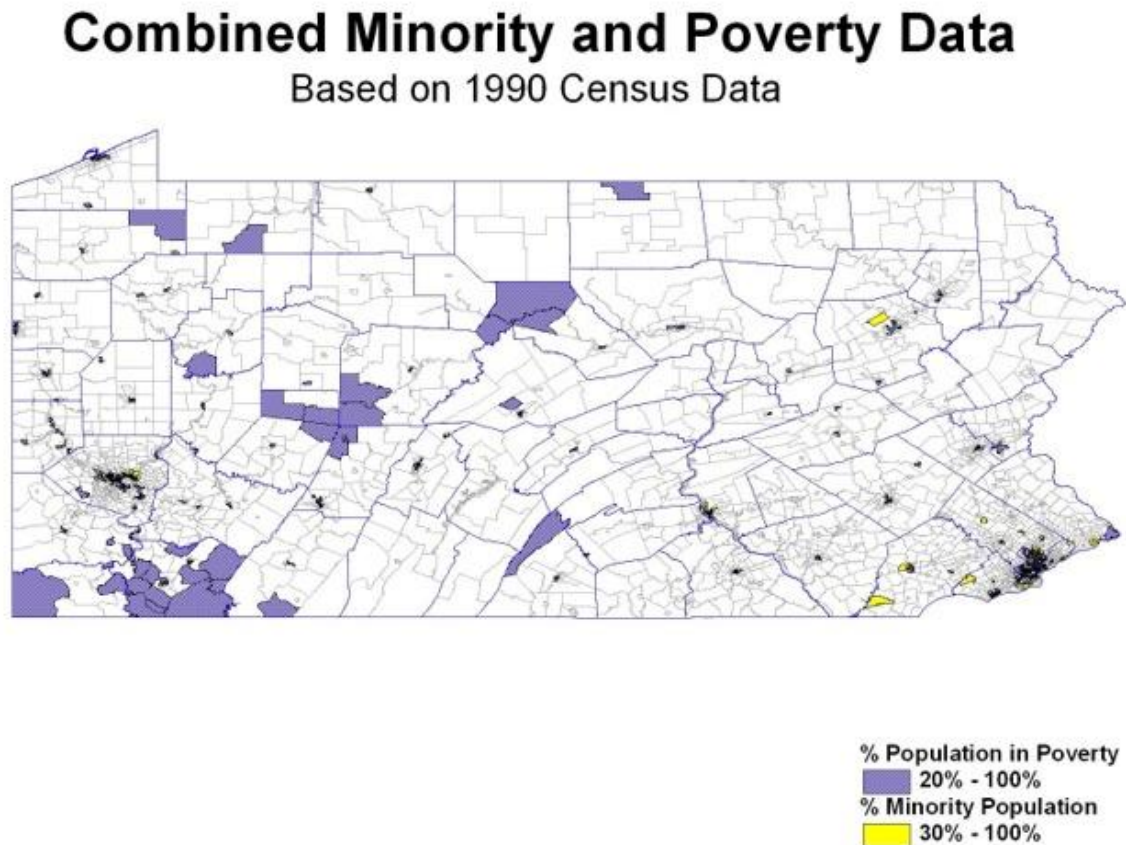 Combined Minority and Poverty Data
Based on 1990 Census Data
% Population in Poverty
20% - 100%
% Minority Population
30% - 100%